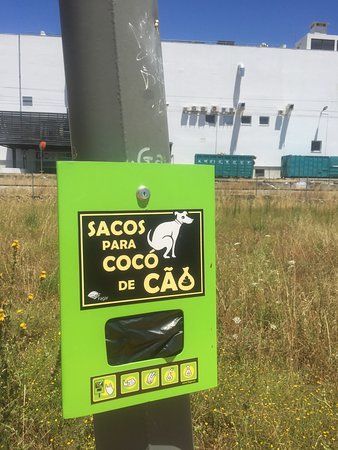 SACOS
PARA
COCÓ
DE CÃO